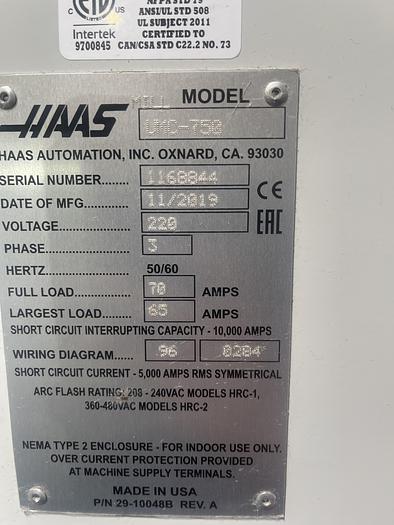 ETL
LISTED
C
US
Intertek
9700845
NFPA STD 79
ANSI/UL STD 508
UL SUBJECT 2011
CERTIFIED TO
CAN/CSA STD C22.2 NO. 73
HAAS
MILL MODEL
UMC-750
HAAS AUTOMATION, INC. OXNARD, CA. 93030
SERIAL NUMBER........ 1168844
DATE OF MFG............ 11/2019
VOLTAGE.................. 220
PHASE...................... 3
HERTZ 50/60
FULL LOAD................ 70 AMPS
LARGEST LOAD........ 65 AMPS
SHORT CIRCUIT INTERRUPTING CAPACITY - 10,000 AMPS
WIRING DIAGRAM...... 96 0284
SHORT CIRCUIT CURRENT - 5,000 AMPS RMS SYMMETRICAL
ARC FLASH RATING: 208 - 240VAC MODELS HRC-1,
360-480VAC MODELS HRC-2
NEMA TYPE 2 ENCLOSURE - FOR INDOOR USE ONLY.
OVER CURRENT PROTECTION PROVIDED
AT MACHINE SUPPLY TERMINALS.
MADE IN USA
P/N 29-10048B REV. A
CE
EAC